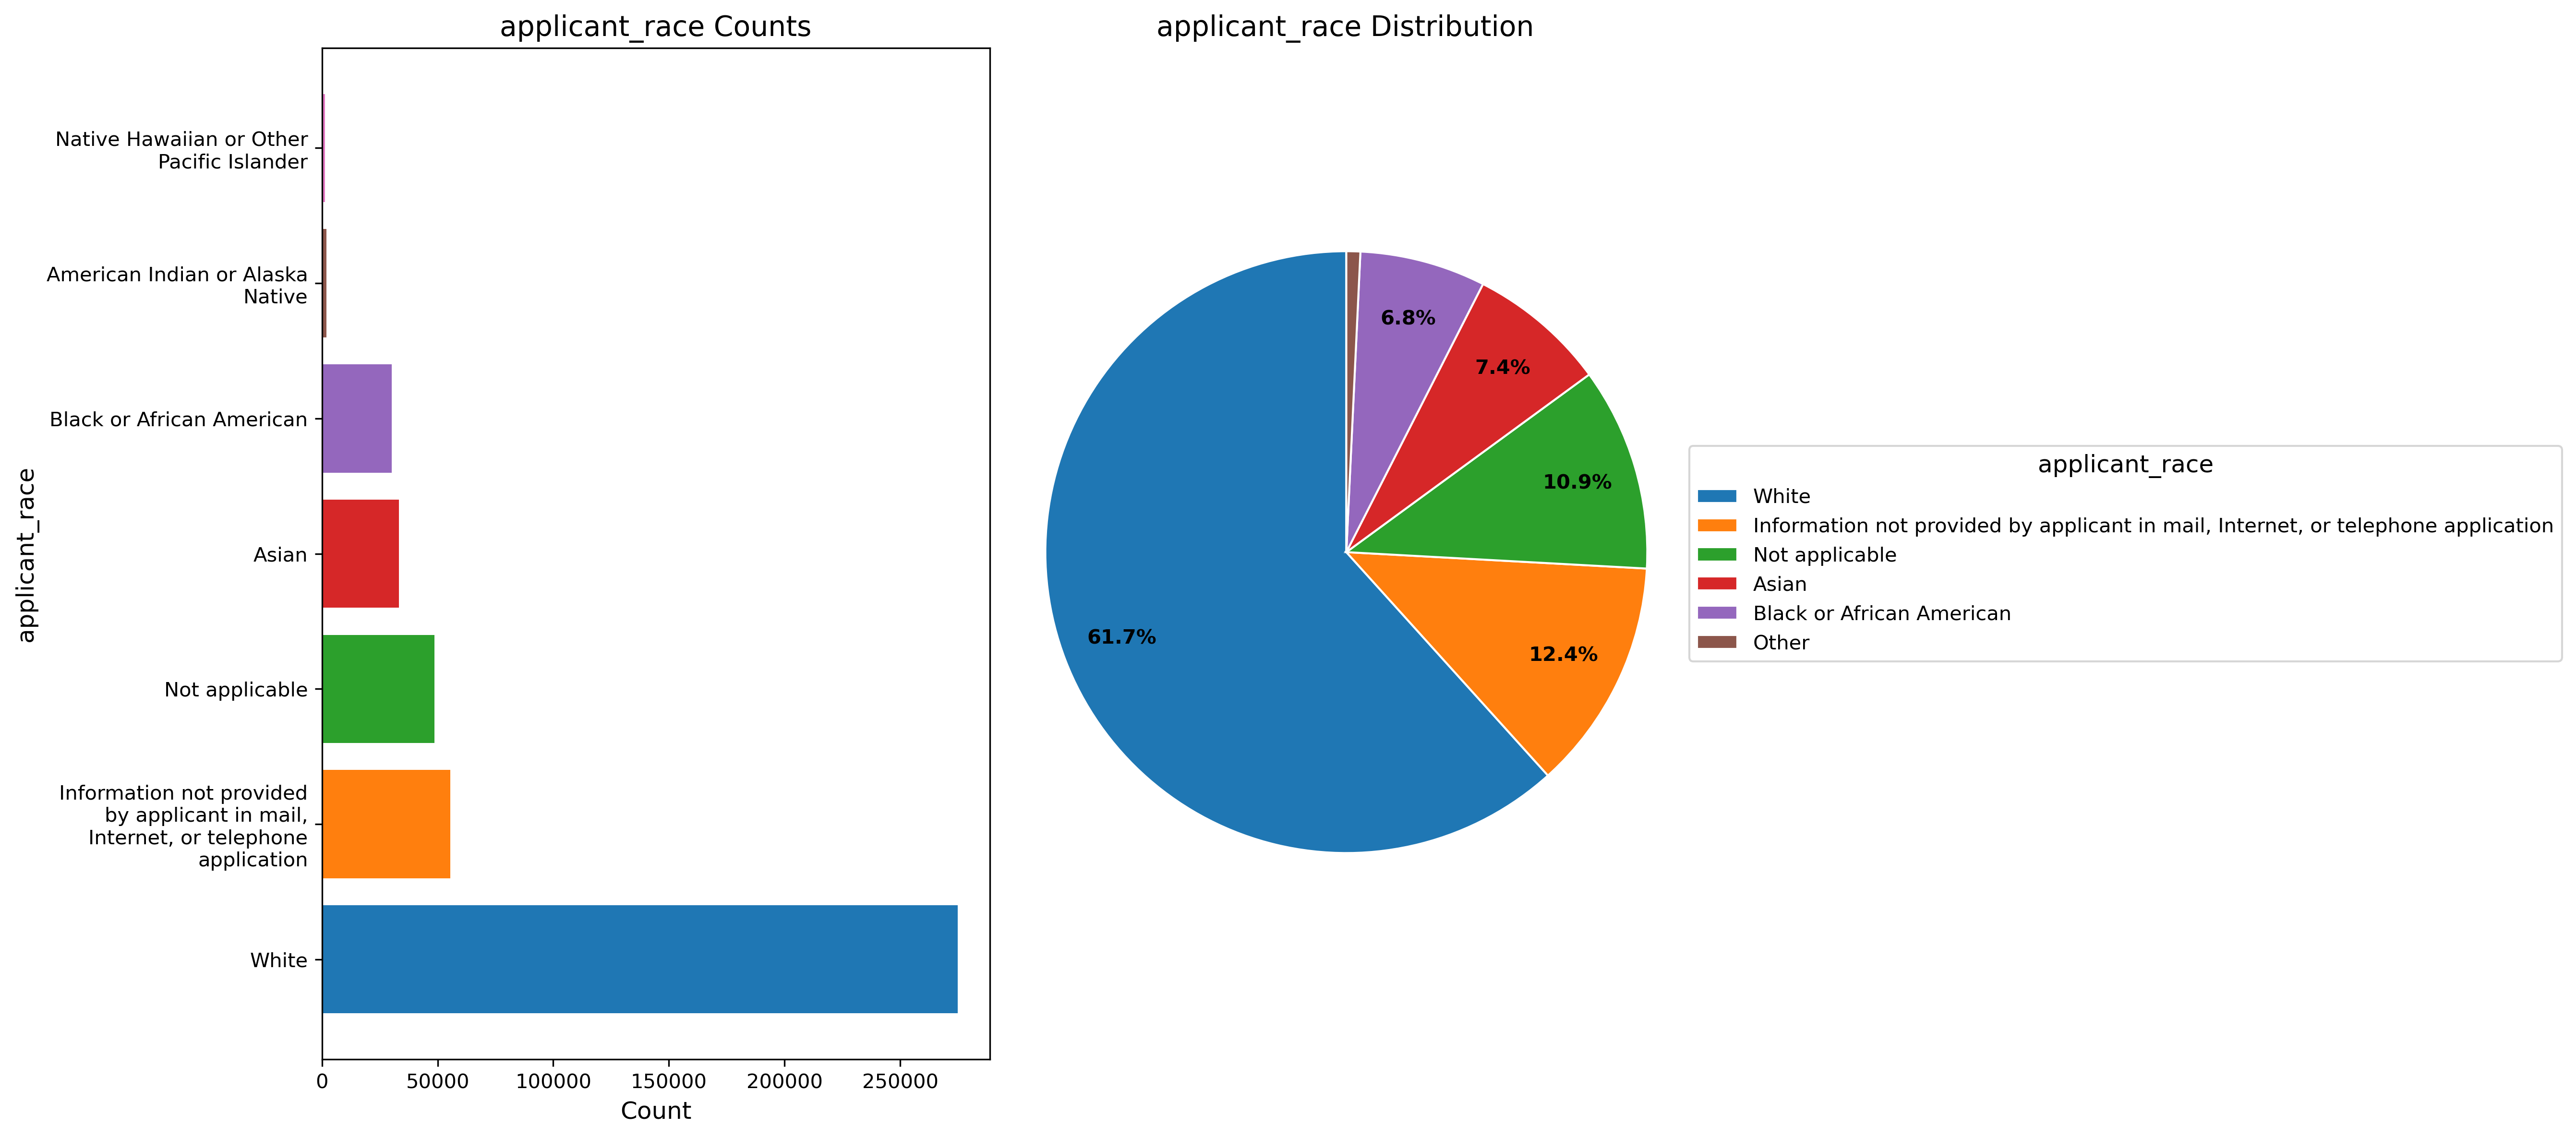 applicant_race Counts
Native Hawaiian or Other
Pacific Islander
American Indian or Alaska
Native
Black or African American
Asian
Not applicable
Information not provided
by applicant in mail,
Internet, or telephone
application
White
applicant_race
0 50000 100000 150000 200000 250000
Count
applicant_race Distribution
6.8%
7.4%
10.9%
61.7%
12.4%
applicant_race
White
Information not provided by applicant in mail, Internet, or telephone application
Not applicable
Asian
Black or African American
Other